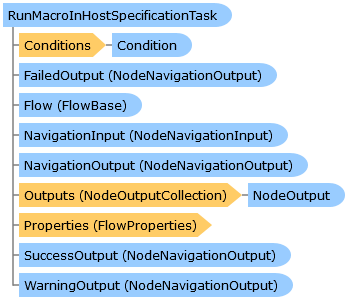 RunMacroInHostSpecificationTask
Conditions Condition
FailedOutput (NodeNavigationOutput)
Flow (FlowBase)
NavigationInput (NodeNavigationInput)
NavigationOutput (NodeNavigationOutput)
Outputs (NodeOutputCollection) NodeOutput
Properties (FlowProperties)
SuccessOutput (NodeNavigationOutput)
WarningOutput (NodeNavigationOutput)